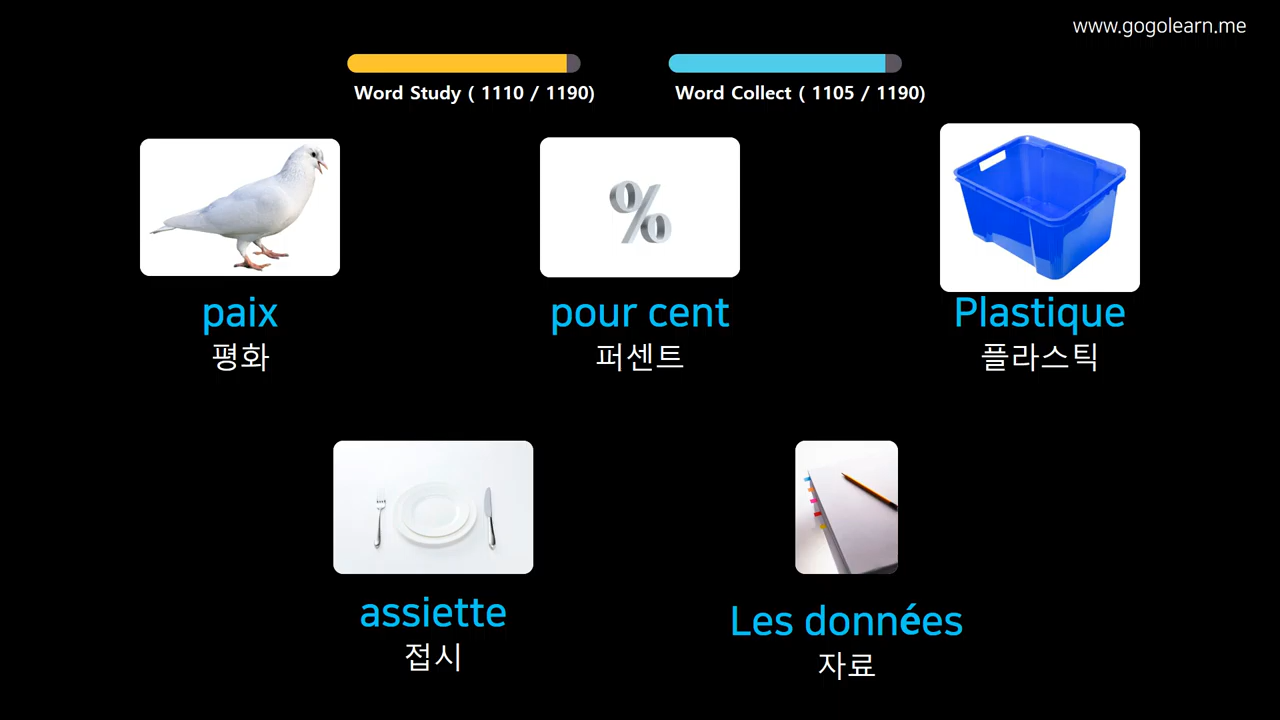 www.gogolearn.me
Word Study ( 1110 / 1190)
Word Collect ( 1105 / 1190)
%
paix
평화
pour cent
퍼센트
Plastique
플라스틱
assiette
접시
Les données
자료